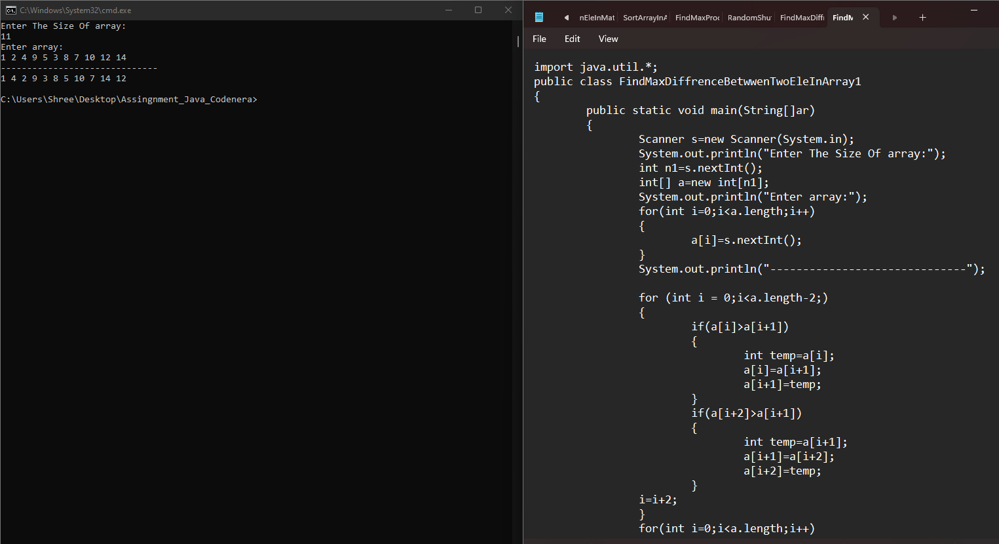 C:\Windows\System32\cmd.exe
Enter The Size Of array:
11
Enter array:
1 2 4 9 5 3 8 7 10 12 14
------------------------------
1 4 2 9 3 8 5 10 7 14 12
C:\Users\Shree\Desktop\Assingnment_Java_Codenera>
nEleInMat SortArrayInA FindMaxProc RandomShu FindMaxDiffi FindM
File Edit View
import java.util.*;
public class FindMaxDiffrenceBetwwenTwoEleInArray1
{
public static void main(String[]ar)
{
Scanner s=new Scanner(System.in);
System.out.println("Enter The Size Of array:");
int n1=s.nextInt();
int[] a=new int[n1];
System.out.println("Enter array:");
for(int i=0;i<a.length;i++)
{
a[i]=s.nextInt();
}
System.out.println("------------------------------");
for (int i = 0;i<a.length-2;)
{
if(a[i]>a[i+1])
{
int temp=a[i];
a[i]=a[i+1];
a[i+1]=temp;
}
if(a[i+2]>a[i+1])
{
int temp=a[i+1];
a[i+1]=a[i+2];
a[i+2]=temp;
}
i=i+2;
}
for(int i=0;i<a.length;i++)